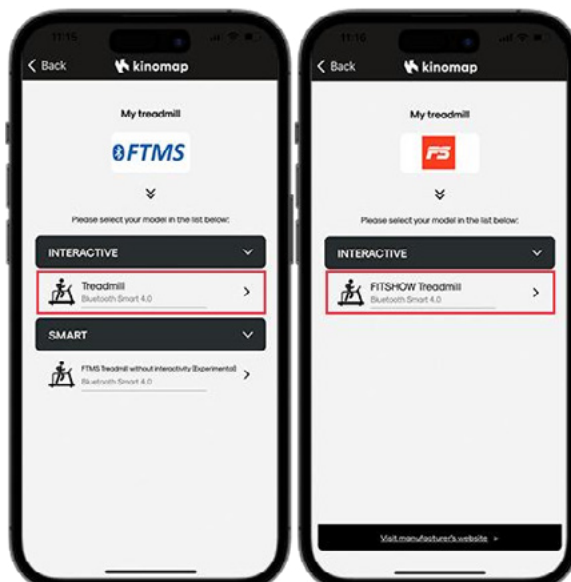 11:15
Back
kinomap
My treadmill
FTMS
Please select your model in the list below:
INTERACTIVE
Treadmill
Bluetooth Smart 4.0
SMART
FTMS Treadmill without interactivity (Experimental)
Bluetooth Smart 4.0
11:16
Back
kinomap
My treadmill
FS
Please select your model in the list below:
INTERACTIVE
FITSHOW Treadmill
Bluetooth Smart 4.0
Visit manufacturer's website